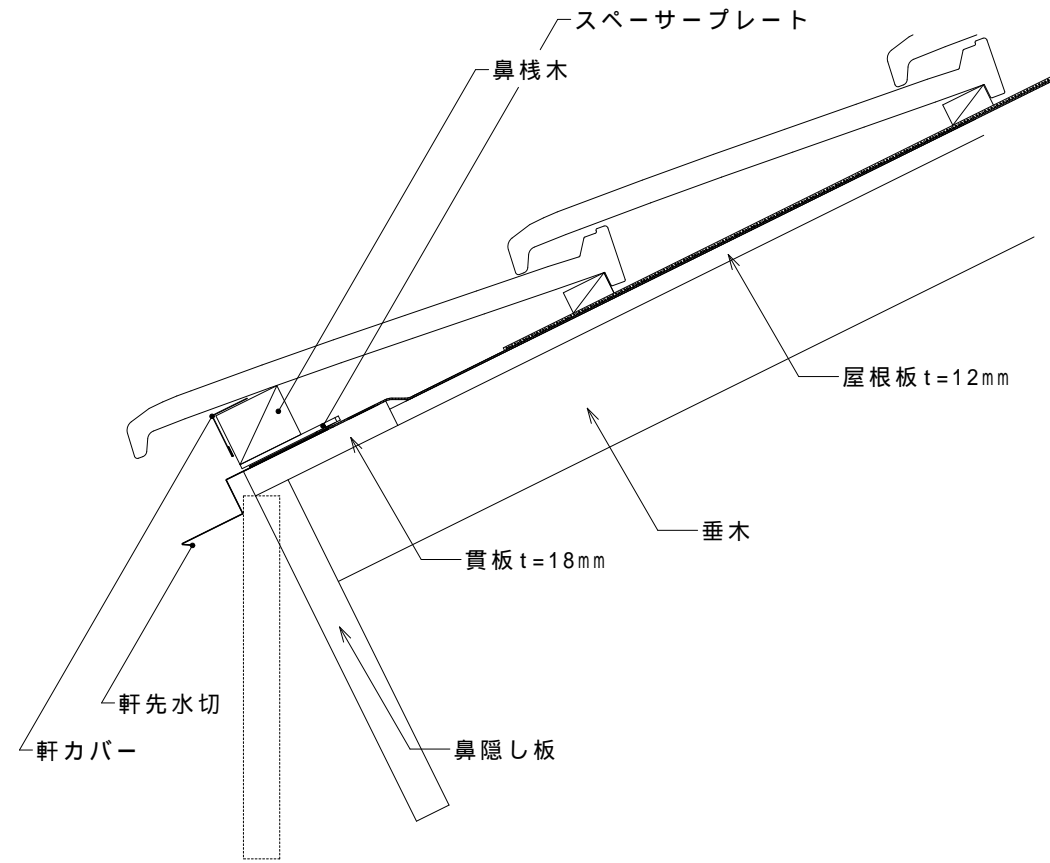 スペーサープレート
鼻桟木
屋根板t=12mm
垂木
貫板t=18mm
軒先水切
軒カバー
鼻隠し板